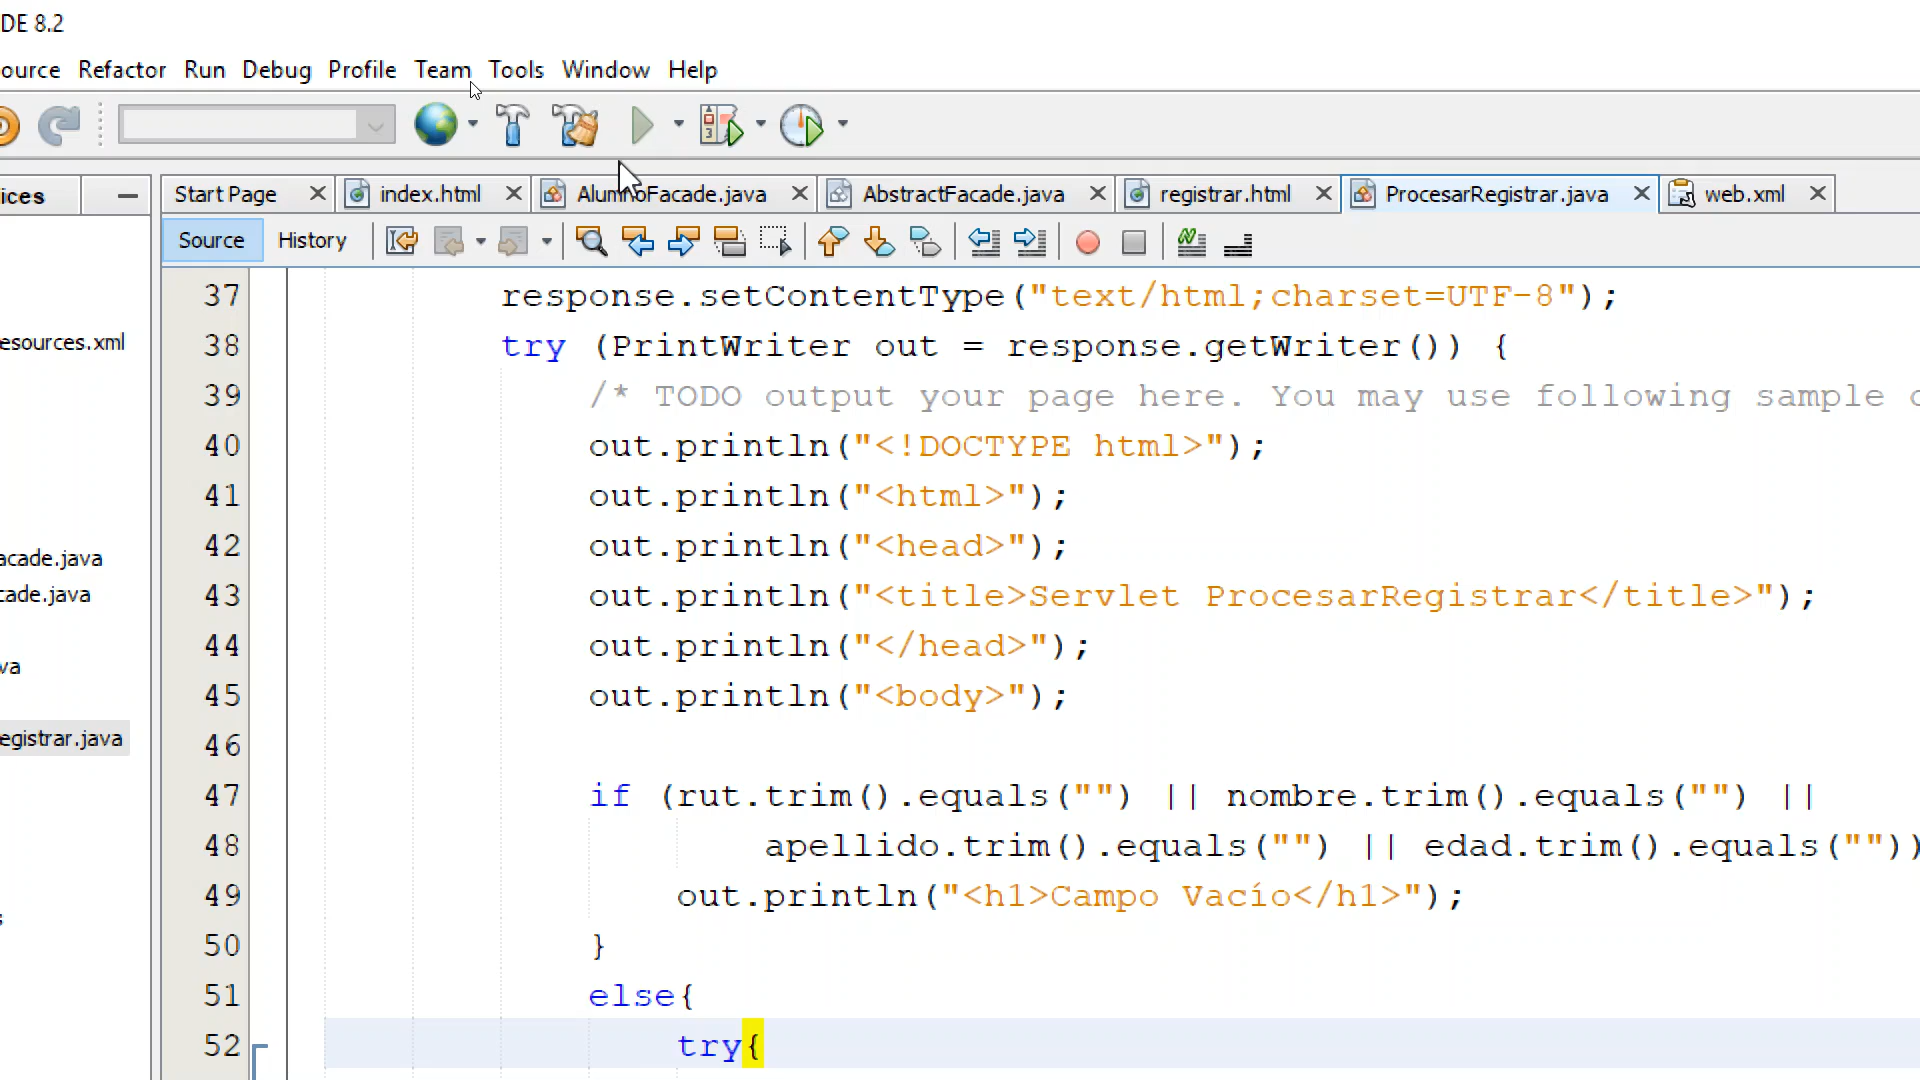 DE 8.2
ource Refactor Run Debug Profile Team Tools Window Help
ices Start Page index.html AlumnoFacade.java AbstractFacade.java registrar.html ProcesarRegistrar.java web.xml
Source History
37 response.setContentType("text/html;charset=UTF-8");
esources.xml
38 try (PrintWriter out = response.getWriter()) {
39 /* TODO output your page here. You may use following sample
40 out.println("<!DOCTYPE html>");
41 out.println("<html>");
42 out.println("<head>");
acade.java
43 out.println("<title>Servlet ProcesarRegistrar</title>");
cade.java
44 out.println("</head>");
va
45 out.println("<body>");
46
egistrar.java
47 if (rut.trim().equals("") || nombre.trim().equals("") ||
48 apellido.trim().equals("") || edad.trim().equals(""))
49 out.println("<h1>Campo Vacío</h1>");
s
50 }
51 else{
52 try{